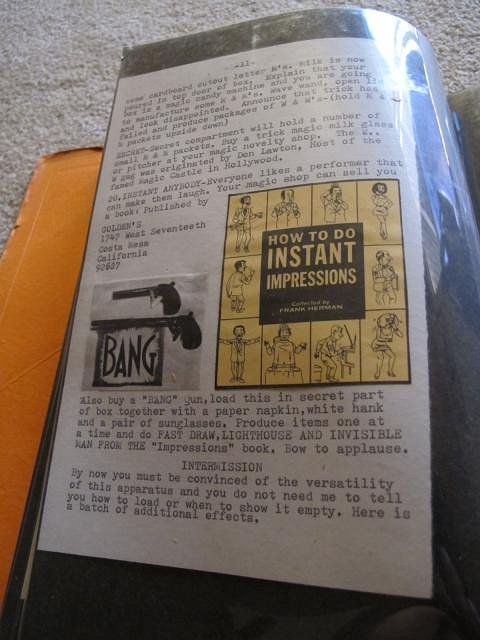 -11-
some cardboard cutout letter M's. Milk is now
poured in top door of box. Explain that your
box is a magic candy machine and you are going
to manufacture some M & M's. Wave wand, open lid
and look disappointed. Announce that trick has
failed and produce packages of W & W's-(hold M &
M packets upside down)
SECRET-Secret compartment will hold a number of
small M & M packets. Buy a trick magic milk glass
or pitcher at your magic novelty shop. The
gag was originated by Don Lawton, Host of the
famed Magic Castle in Hollywood.
20.INSTANT ANYBODY-Everyone likes a performer that
can make them laugh. Your magic shop can sell you
a book: Published by
GOLDEN'S
1747 West Seventeeth
Costa Mesa
California
92627
HOW TO DO
INSTANT
IMPRESSIONS
Collected by
FRANK HERMAN
BANG
Also buy a "BANG" gun,load this in secret part
of box together with a paper napkin,white hank
and a pair of sunglasses. Produce items one at
a time and do FAST DRAW,LIGHTHOUSE AND INVISIBLE
MAN FROM THE "Impressions" book. Bow to applause.
INTERMISSION
By now you must be convinced of the versatility
of this apparatus and you do not need me to tell
you how to load or when to show it empty. Here is
a batch of additional effects.